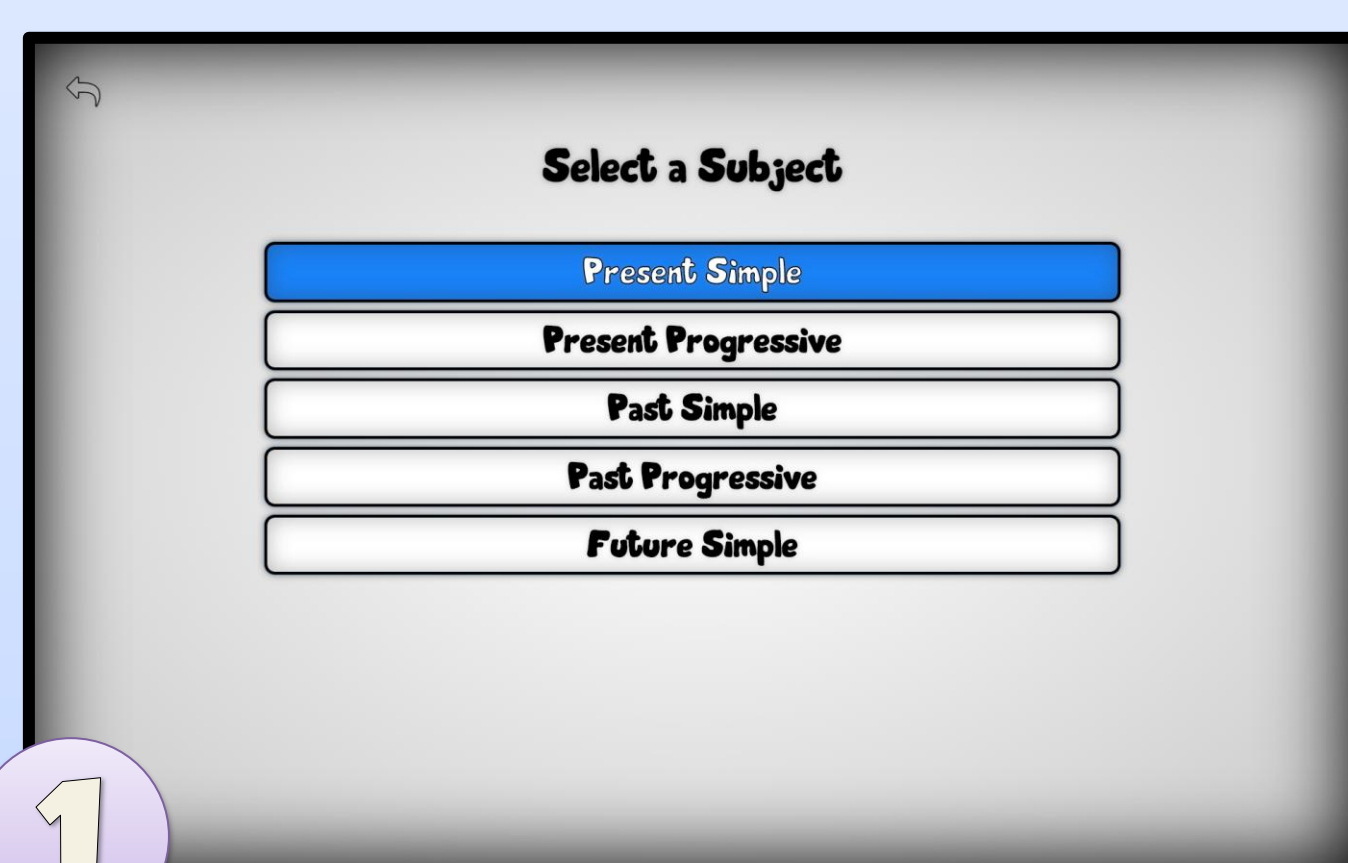 Select a Subject
Present Simple
Present Progressive
Past Simple
Past Progressive
Future Simple
1